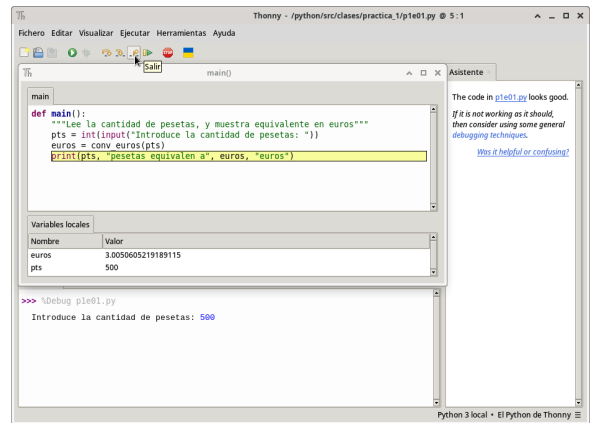 Thonny - /python/src/clases/practica_1/p1e01.py @ 5 : 1
Fichero Editar Visualizar Ejecutar Herramientas Ayuda
STOP
Salir
main()
Asistente
main
def main():
"""Lee la cantidad de pesetas, y muestra equivalente en euros"""
pts = int(input("Introduce la cantidad de pesetas: "))
euros = conv_euros(pts)
print(pts, "pesetas equivalen a", euros, "euros")
Variables locales
Nombre Valor
euros 3.0050605219189115
pts 500
The code in p1e01.py looks good.
If it is not working as it should,
then consider using some general
debugging techniques.
Was it helpful or confusing?
>>> %Debug p1e01.py
Introduce la cantidad de pesetas: 500
Python 3 local • El Python de Thonny ☰